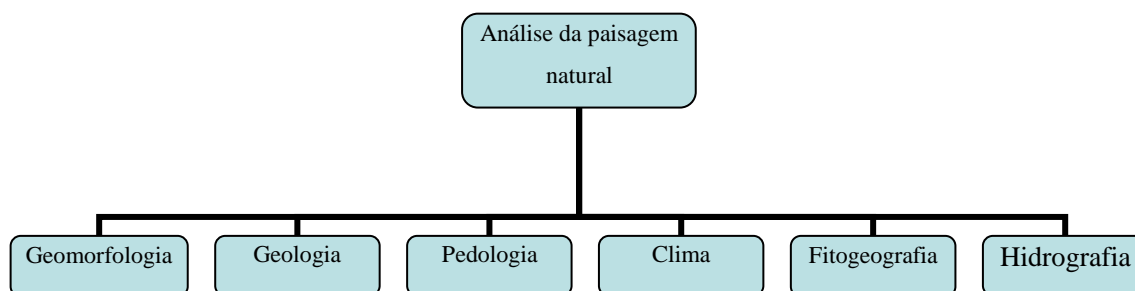 Análise da paisagem
natural
Geomorfologia
Geologia
Pedologia
Clima
Fitogeografia
Hidrografia